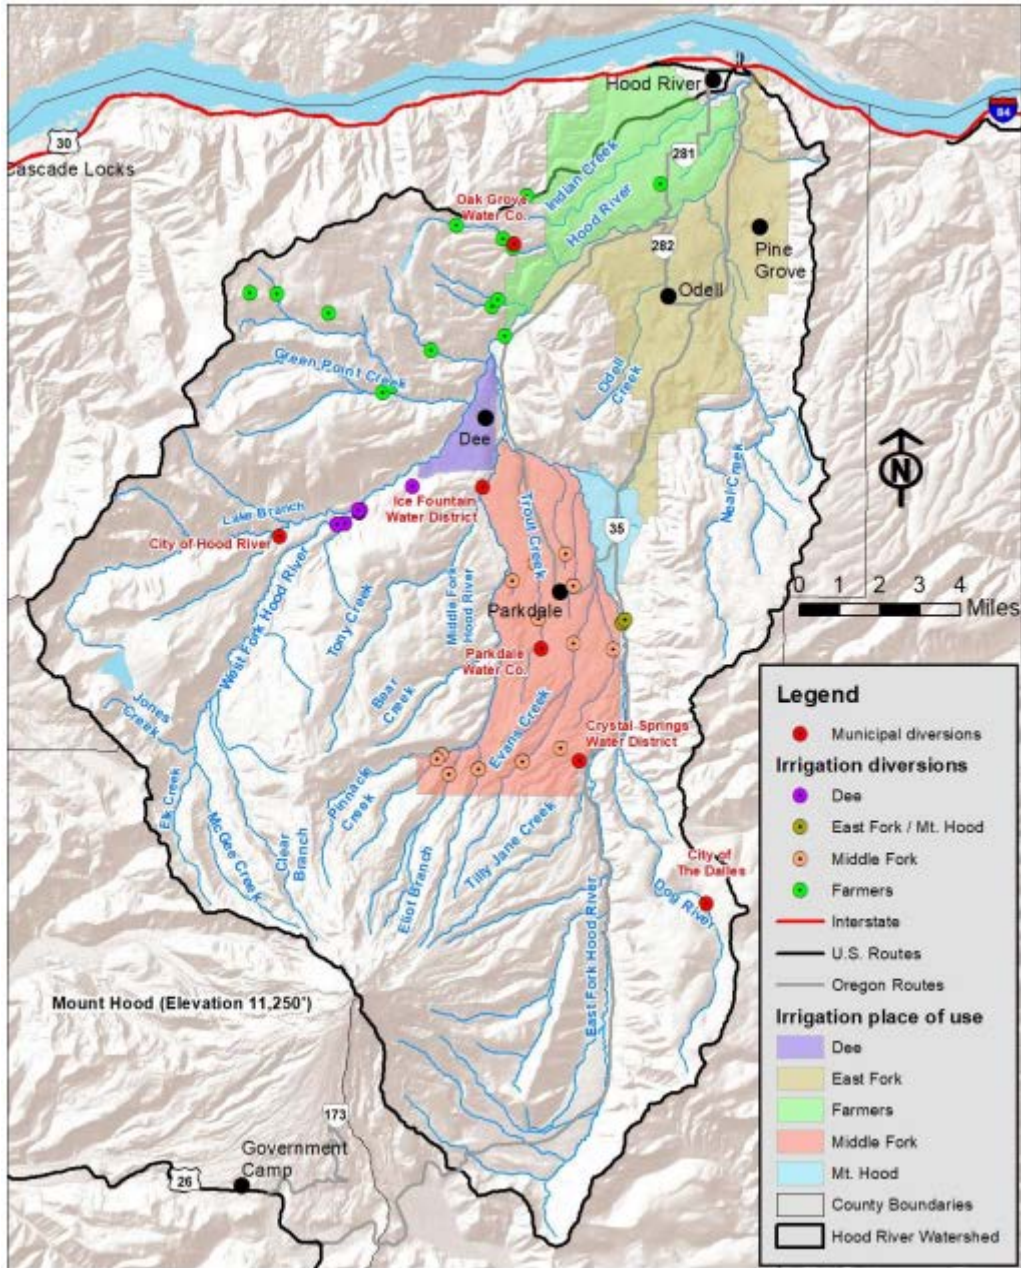 Hood River
84
30
Cascade Locks
281
Indian Creek
Oak Grove
Water Co.
Hood River
282
Pine
Grove
Odell
Green Point Creek
Odell
Creek
Dee
N
Neal Creek
Ice Fountain
Water District
Trout Creek
Lake Branch
35
City of Hood River
0 1 2 3 4
Miles
West Fork Hood River
Tony Creek
Middle Fork
Hood River
Parkdale
Parkdale
Water Co.
Bear
Creek
Jones
Creek
Evans Creek
Crystal Springs
Water District
Pinnacle
Creek
Elk Creek
McGee Creek
Clear
Branch
Eliot Branch
Tilly Jane Creek
City of
The Dalles
Dog River
East Fork Hood River
Mount Hood (Elevation 11,250')
173
Government
Camp
26
Legend
Municipal diversions
Irrigation diversions
Dee
East Fork / Mt. Hood
Middle Fork
Farmers
Interstate
U.S. Routes
Oregon Routes
Irrigation place of use
Dee
East Fork
Farmers
Middle Fork
Mt. Hood
County Boundaries
Hood River Watershed